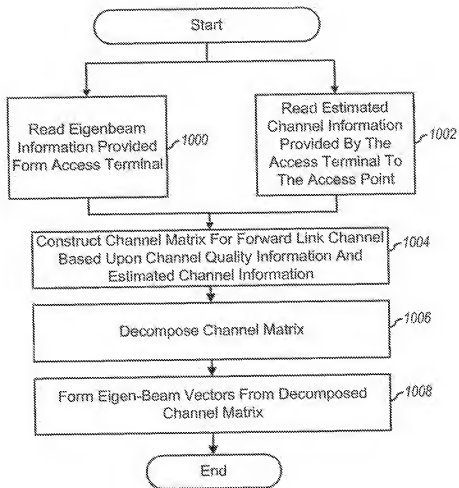 Start
Read Eigenbeam
Information Provided
Form Access Terminal
1000
Read Estimated
Channel Information
Provided By The
Access Terminal To
The Access Point
1002
Construct Channel Matrix For Forward Link Channel
Based Upon Channel Quality Information And
Estimated Channel Information
1004
Decompose Channel Matrix
1006
Form Eigen-Beam Vectors From Decomposed
Channel Matrix
1008
End